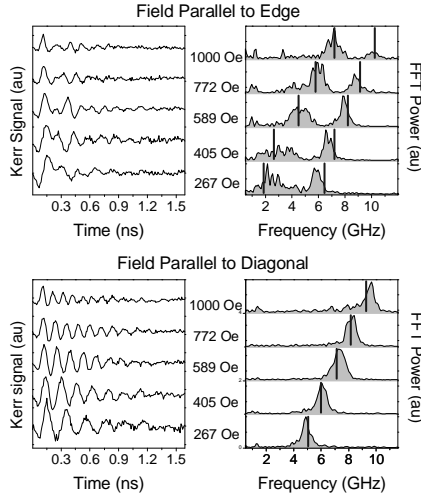 Field Parallel to Edge
Kerr Signal (au)
1000 Oe
772 Oe
589 Oe
405 Oe
267 Oe
FFT Power (au)
0.3 0.6 0.9 1.2 1.5
2 4 6 8 10
Time (ns)
Frequency (GHz)
Field Parallel to Diagonal
Kerr signal (au)
1000 Oe
772 Oe
589 Oe
405 Oe
267 Oe
FFT Power (au)
0.3 0.6 0.9 1.2 1.5
2 4 6 8 10
Time (ns)
Frequency (GHz)